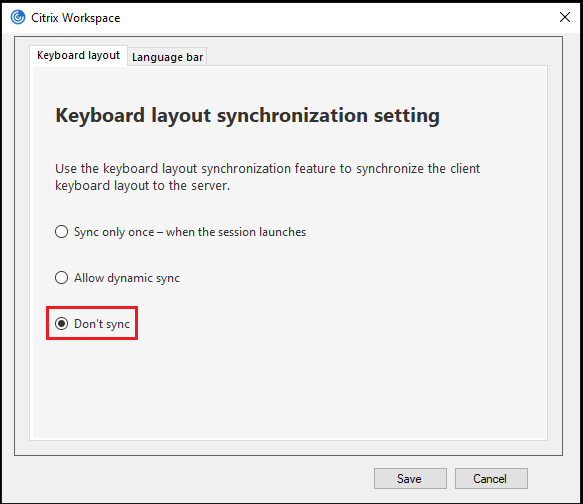 Citrix Workspace
Keyboard layout
Language bar
Keyboard layout synchronization setting
Use the keyboard layout synchronization feature to synchronize the client
keyboard layout to the server.
Sync only once – when the session launches
Allow dynamic sync
Don't sync
Save
Cancel